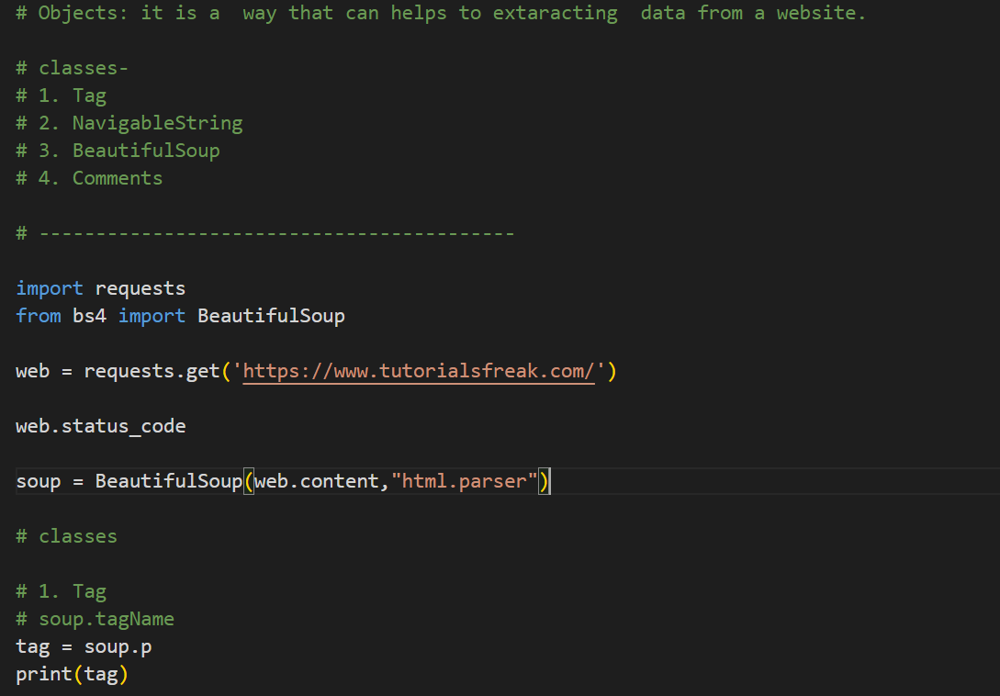 # Objects: it is a  way that can helps to extaracting  data from a website.
# classes-
# 1. Tag
# 2. NavigableString
# 3. BeautifulSoup
# 4. Comments
# ------------------------------------------
import requests
from bs4 import BeautifulSoup
web = requests.get('https://www.tutorialsfreak.com/')
web.status_code
soup = BeautifulSoup(web.content,"html.parser")
# classes
# 1. Tag
# soup.tagName
tag = soup.p
print(tag)